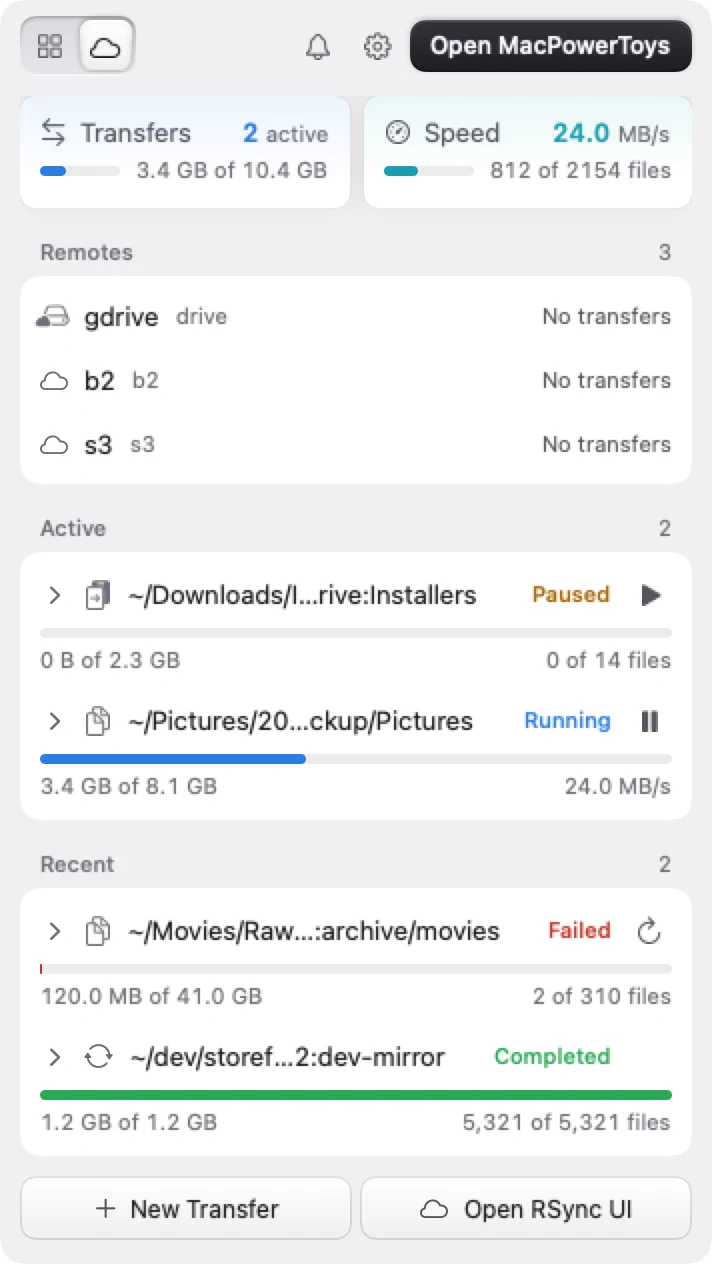 Open MacPowerToys
Transfers 2 active
3.4 GB of 10.4 GB
Speed 24.0 MB/s
812 of 2154 files
Remotes 3
gdrive drive No transfers
b2 b2 No transfers
s3 s3 No transfers
Active 2
~/Downloads/I...rive:Installers Paused
0 B of 2.3 GB 0 of 14 files
~/Pictures/20...ckup/Pictures Running
3.4 GB of 8.1 GB 24.0 MB/s
Recent 2
~/Movies/Raw...:archive/movies Failed
120.0 MB of 41.0 GB 2 of 310 files
~/dev/storef...2:dev-mirror Completed
1.2 GB of 1.2 GB 5,321 of 5,321 files
New Transfer Open RSync UI